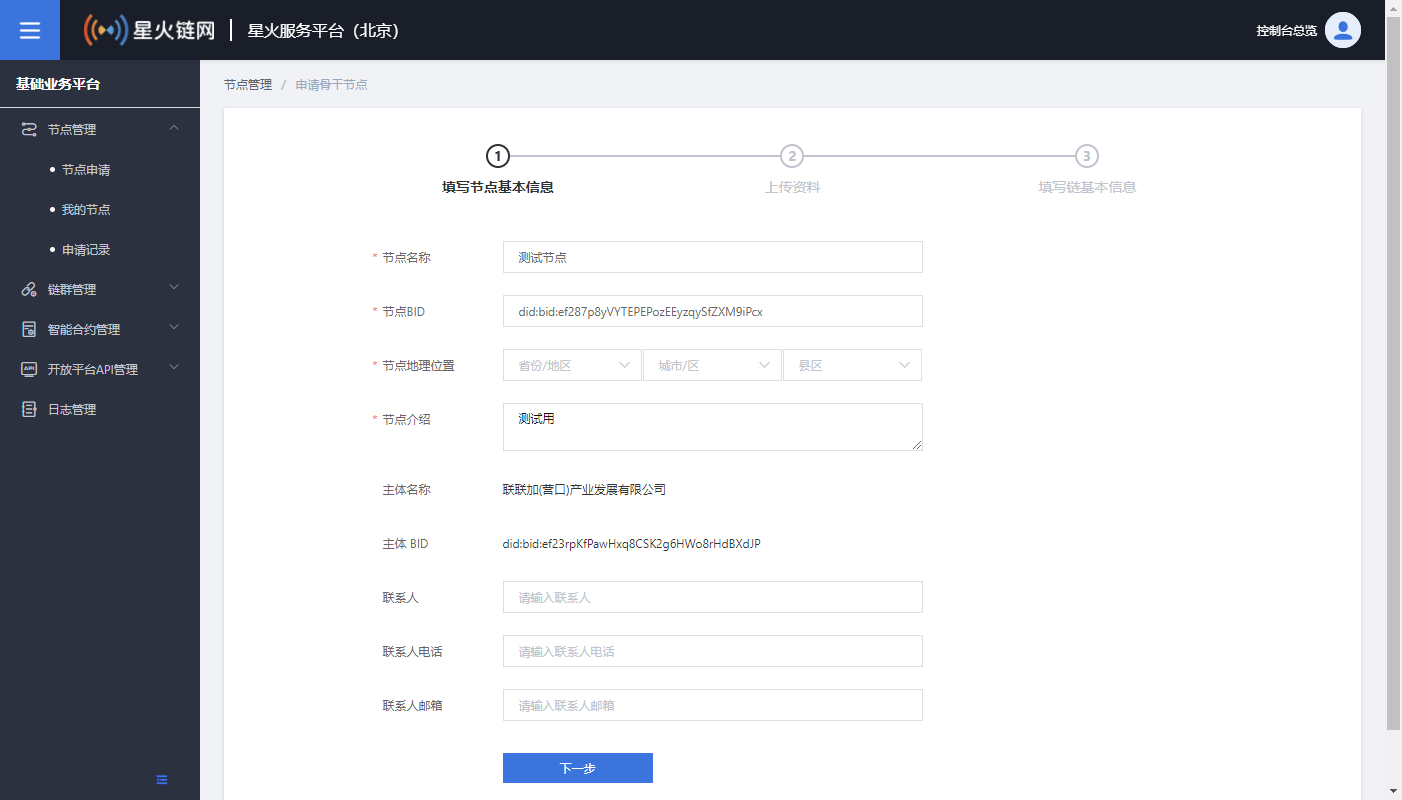 星火链网 星火服务平台（北京） 控制台总览
基础业务平台
节点管理
节点申请
我的节点
申请记录
链群管理
智能合约管理
开放平台API管理
日志管理
节点管理 / 申请骨干节点
1 2 3
填写节点基本信息 上传资料 填写链基本信息
* 节点名称 测试节点
* 节点BID did:bid:ef287p8yVYTEPEPozEEyzqySfZXM9iPcx
* 节点地理位置 省份/地区 城市/区 县区
* 节点介绍 测试用
主体名称 联联加(营口)产业发展有限公司
主体 BID did:bid:ef23rpKfPawHxq8CSK2g6HWo8rHdBXdJP
联系人 请输入联系人
联系人电话 请输入联系人电话
联系人邮箱 请输入联系人邮箱
下一步